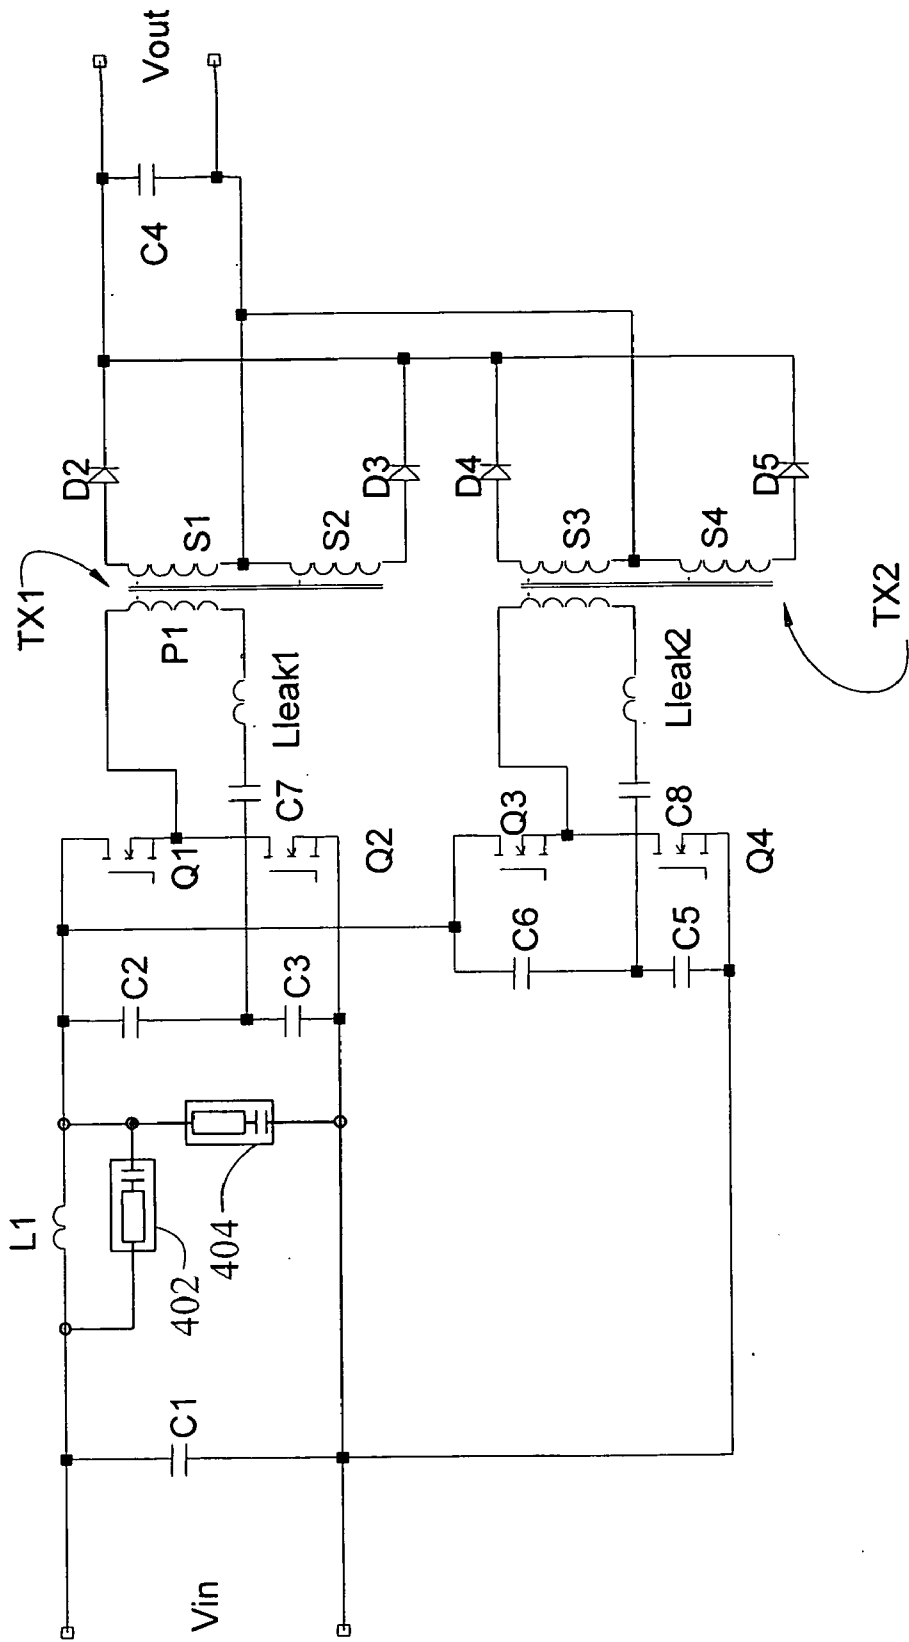 Vin
C1
L1
402
404
C2
C3
Q1
Q2
C7
Lleak1
P1
TX1
S1
S2
D2
D3
C4
Vout
C6
C5
Q3
Q4
C8
Lleak2
S3
S4
D4
D5
TX2